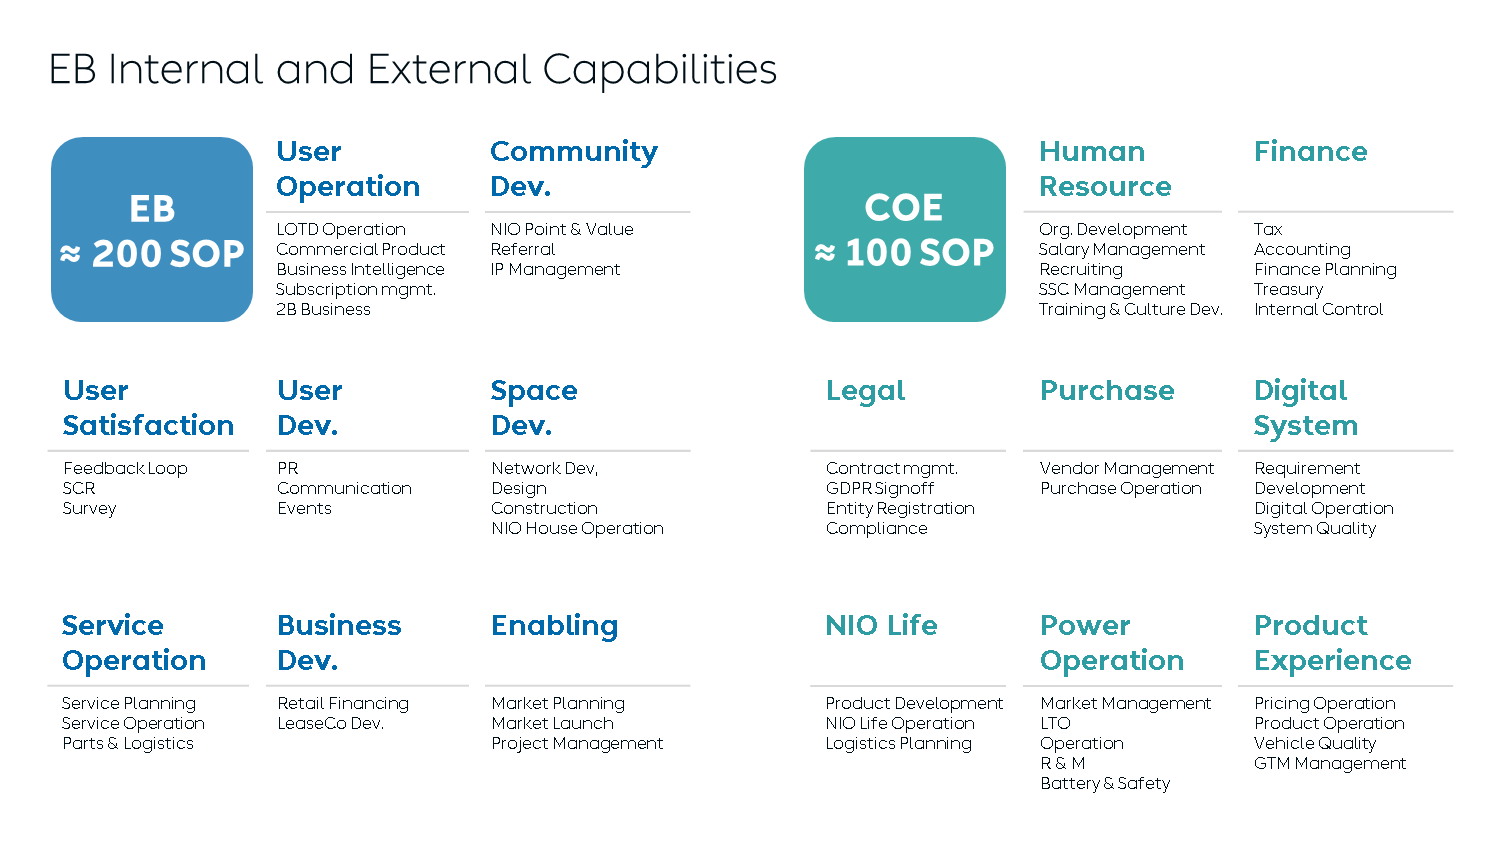 EB Internal and External Capabilities
EB
≈ 200 SOP
User
Operation
LOTD Operation
Commercial Product
Business Intelligence
Subscription mgmt.
2B Business
Community
Dev.
NIO Point & Value
Referral
IP Management
User
Satisfaction
Feedback Loop
SCR
Survey
User
Dev.
PR
Communication
Events
Space
Dev.
Network Dev,
Design
Construction
NIO House Operation
Service
Operation
Service Planning
Service Operation
Parts & Logistics
Business
Dev.
Retail Financing
LeaseCo Dev.
Enabling
Market Planning
Market Launch
Project Management
COE
≈ 100 SOP
Human
Resource
Org. Development
Salary Management
Recruiting
SSC Management
Training & Culture Dev.
Finance
Tax
Accounting
Finance Planning
Treasury
Internal Control
Legal
Contract mgmt.
GDPR Signoff
Entity Registration
Compliance
Purchase
Vendor Management
Purchase Operation
Digital
System
Requirement
Development
Digital Operation
System Quality
NIO Life
Product Development
NIO Life Operation
Logistics Planning
Power
Operation
Market Management
LTO
Operation
R & M
Battery & Safety
Product
Experience
Pricing Operation
Product Operation
Vehicle Quality
GTM Management